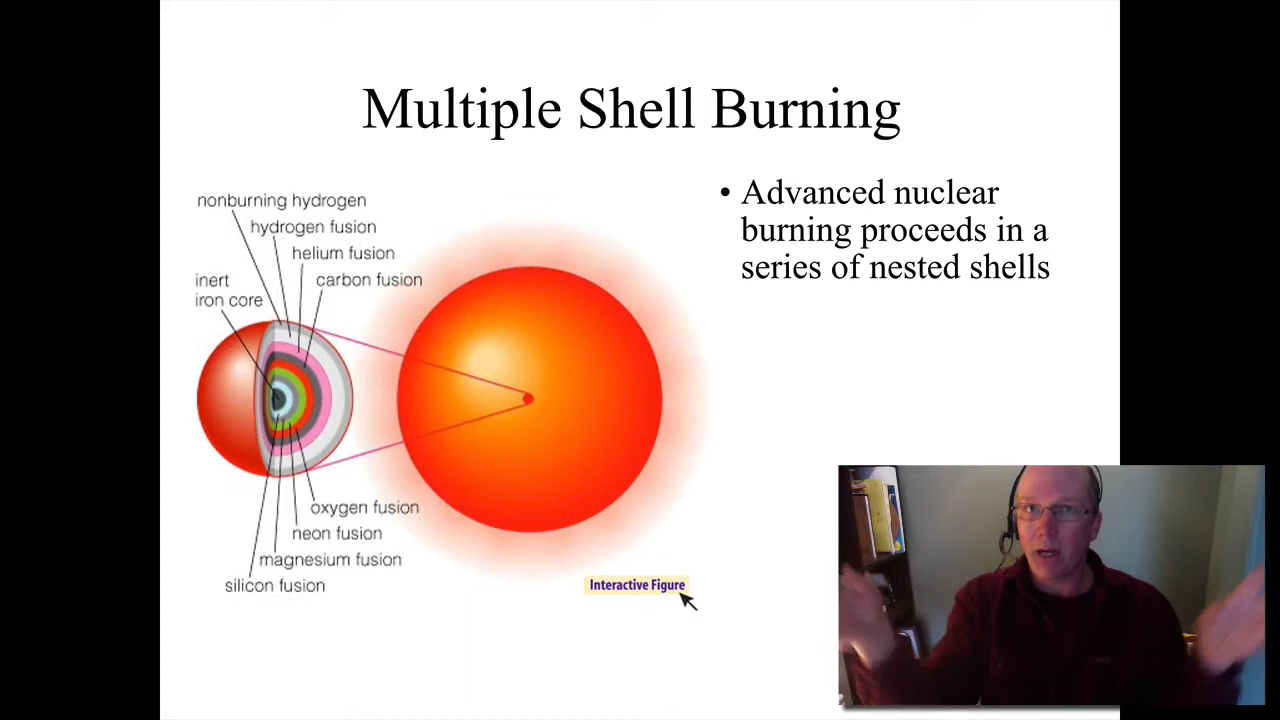 Multiple Shell Burning
nonburning hydrogen
hydrogen fusion
helium fusion
carbon fusion
inert
iron core
oxygen fusion
neon fusion
magnesium fusion
silicon fusion
Interactive Figure
• Advanced nuclear
burning proceeds in a
series of nested shells